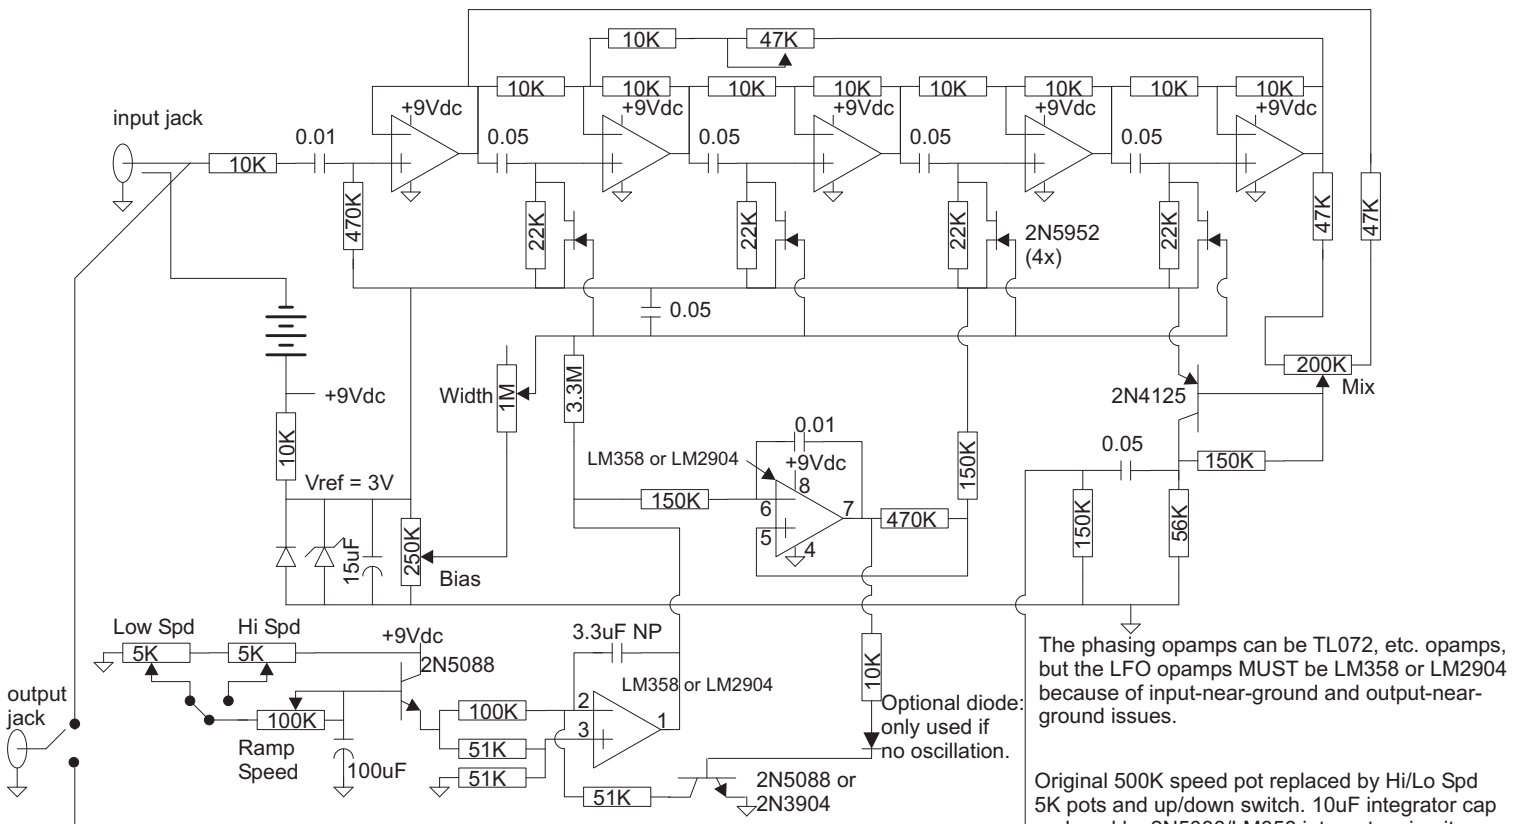 10K
47K
10K
10K
10K
10K
10K
10K
10K
10K
+9Vdc
+9Vdc
+9Vdc
+9Vdc
+9Vdc
input jack
0.01
0.05
0.05
0.05
0.05
10K
470K
22K
22K
22K
22K
2N5952
(4x)
47K
47K
0.05
200K
Mix
+9Vdc
Width
1M
3.3M
2N4125
0.01
10K
LM358 or LM2904
+9Vdc
150K
0.05
150K
Vref = 3V
8
150K
6
7
470K
5
4
150K
56K
15uF
250K
Bias
Low Spd
Hi Spd
+9Vdc
3.3uF NP
5K
5K
2N5088
10K
LM358 or LM2904
The phasing opamps can be TL072, etc. opamps,
but the LFO opamps MUST be LM358 or LM2904
because of input-near-ground and output-near-
ground issues.
output
jack
100K
100K
2
1
3
Optional diode:
only used if
no oscillation.
Ramp
Speed
51K
51K
100uF
51K
2N5088 or
2N3904
Original 500K speed pot replaced by Hi/Lo Spd
5K pots and up/down switch. 10uF integrator cap